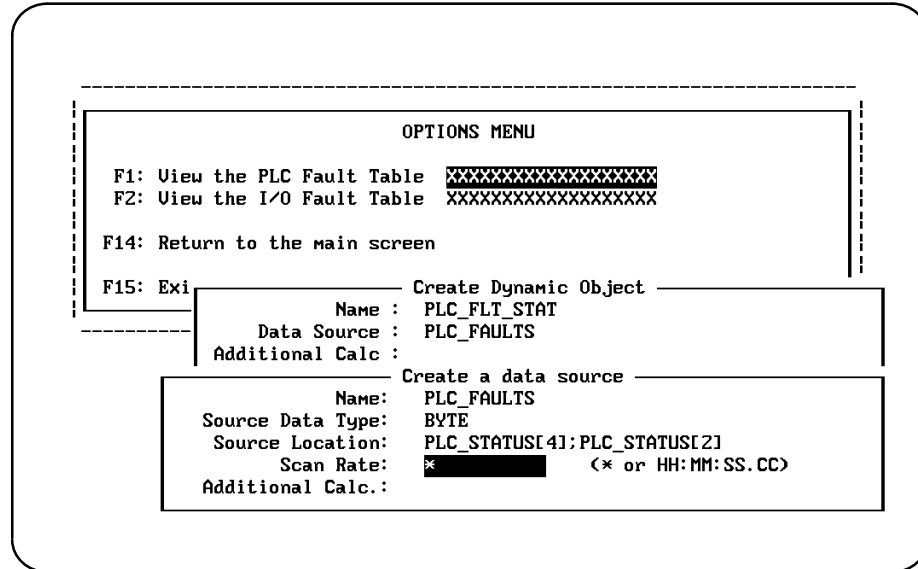 OPTIONS MENU
F1: View the PLC Fault Table XXXXXXXXXXXXXXXXXXX
F2: View the I/O Fault Table XXXXXXXXXXXXXXXXXXX
F14: Return to the main screen
F15: Exi
Create Dynamic Object
Name : PLC_FLT_STAT
Data Source : PLC_FAULTS
Additional Calc :
Create a data source
Name: PLC_FAULTS
Source Data Type: BYTE
Source Location: PLC_STATUS[4];PLC_STATUS[2]
Scan Rate: * (* or HH:MM:SS.CC)
Additional Calc.: